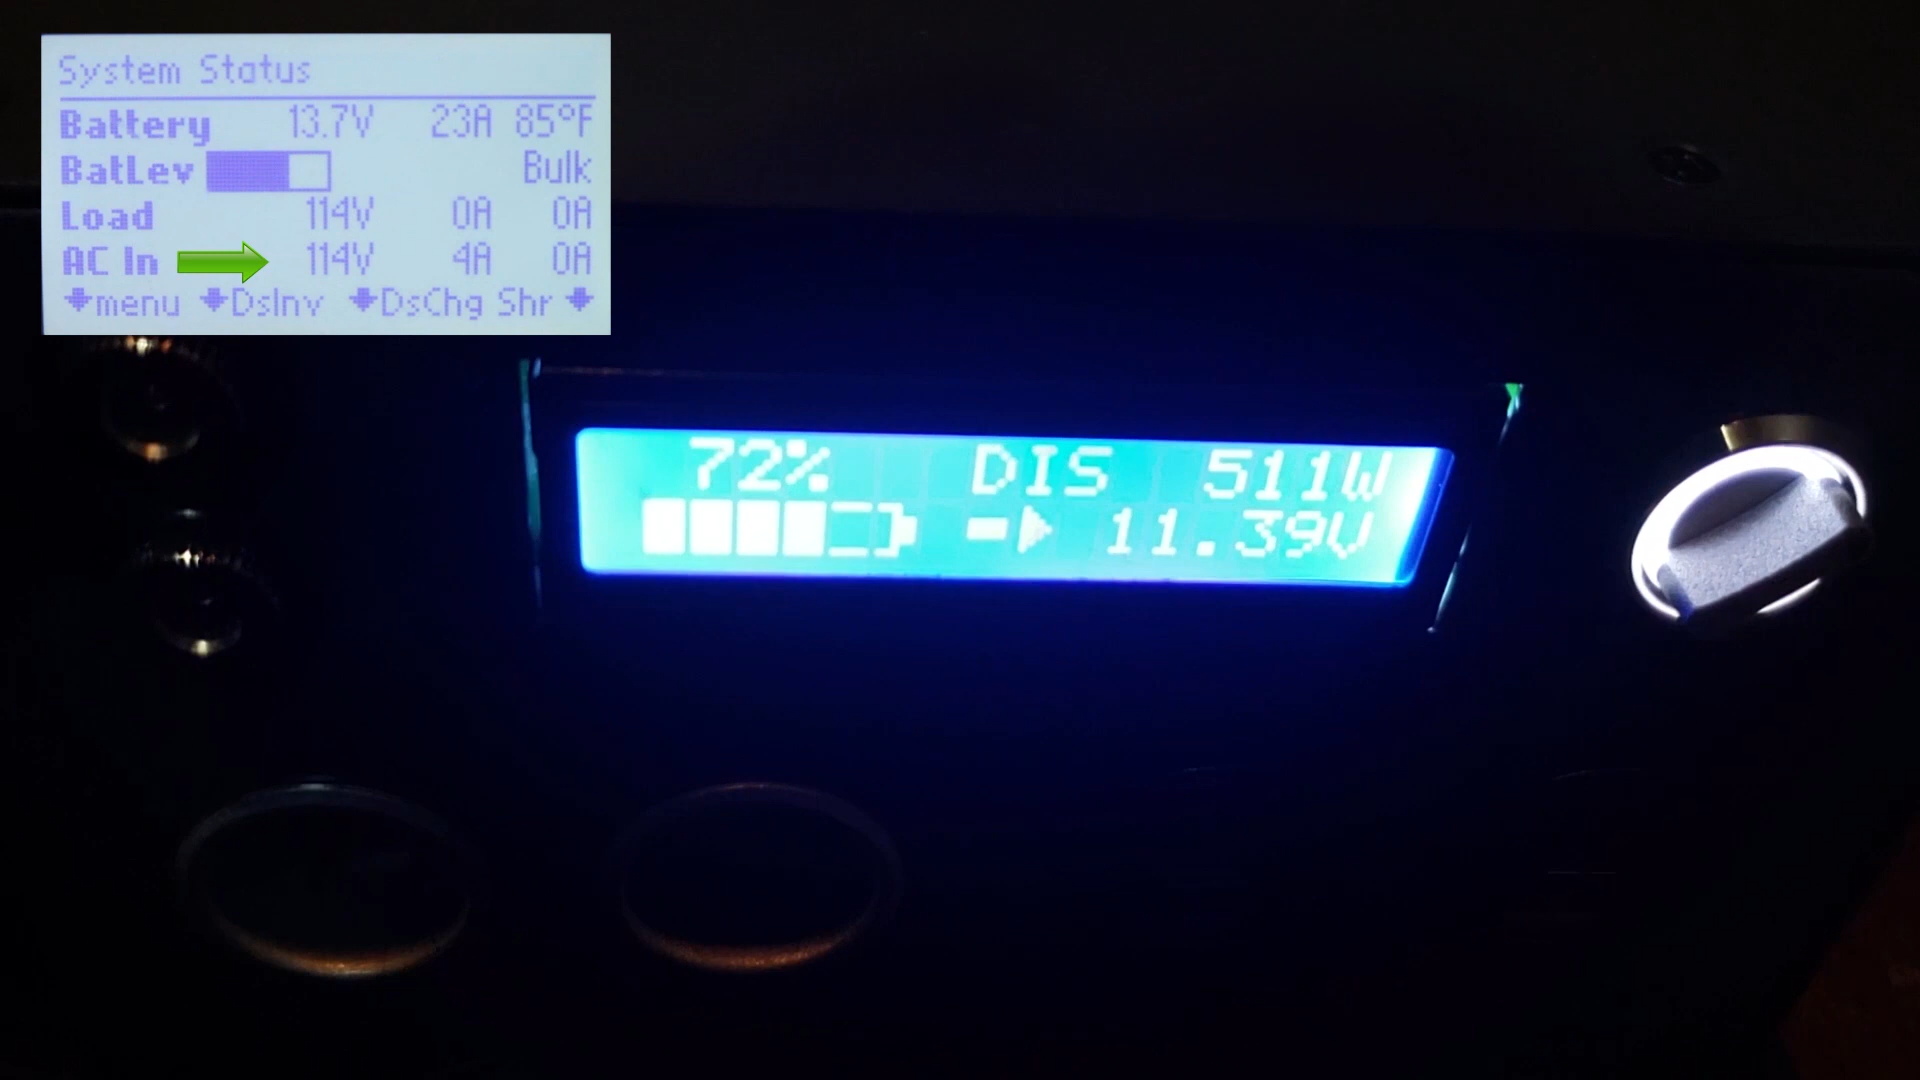 System Status
Battery 13.7V 23A 85°F
BatLev Bulk
Load 114V 0A 0A
AC In 114V 4A 0A
menu DsInv DsChg Shr
72% DIS 511W
11.39V